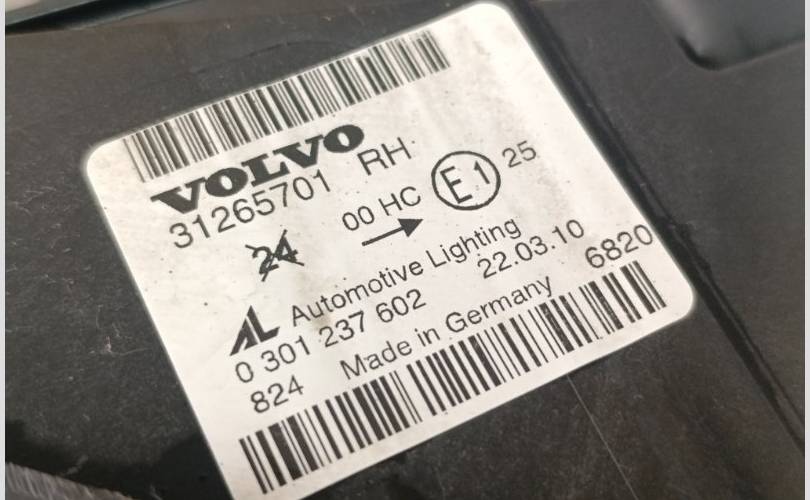 VOLVO
31265701 RH
24 00 HC E1 25
Automotive Lighting
0 301 237 602 22.03.10
824 Made in Germany 6820